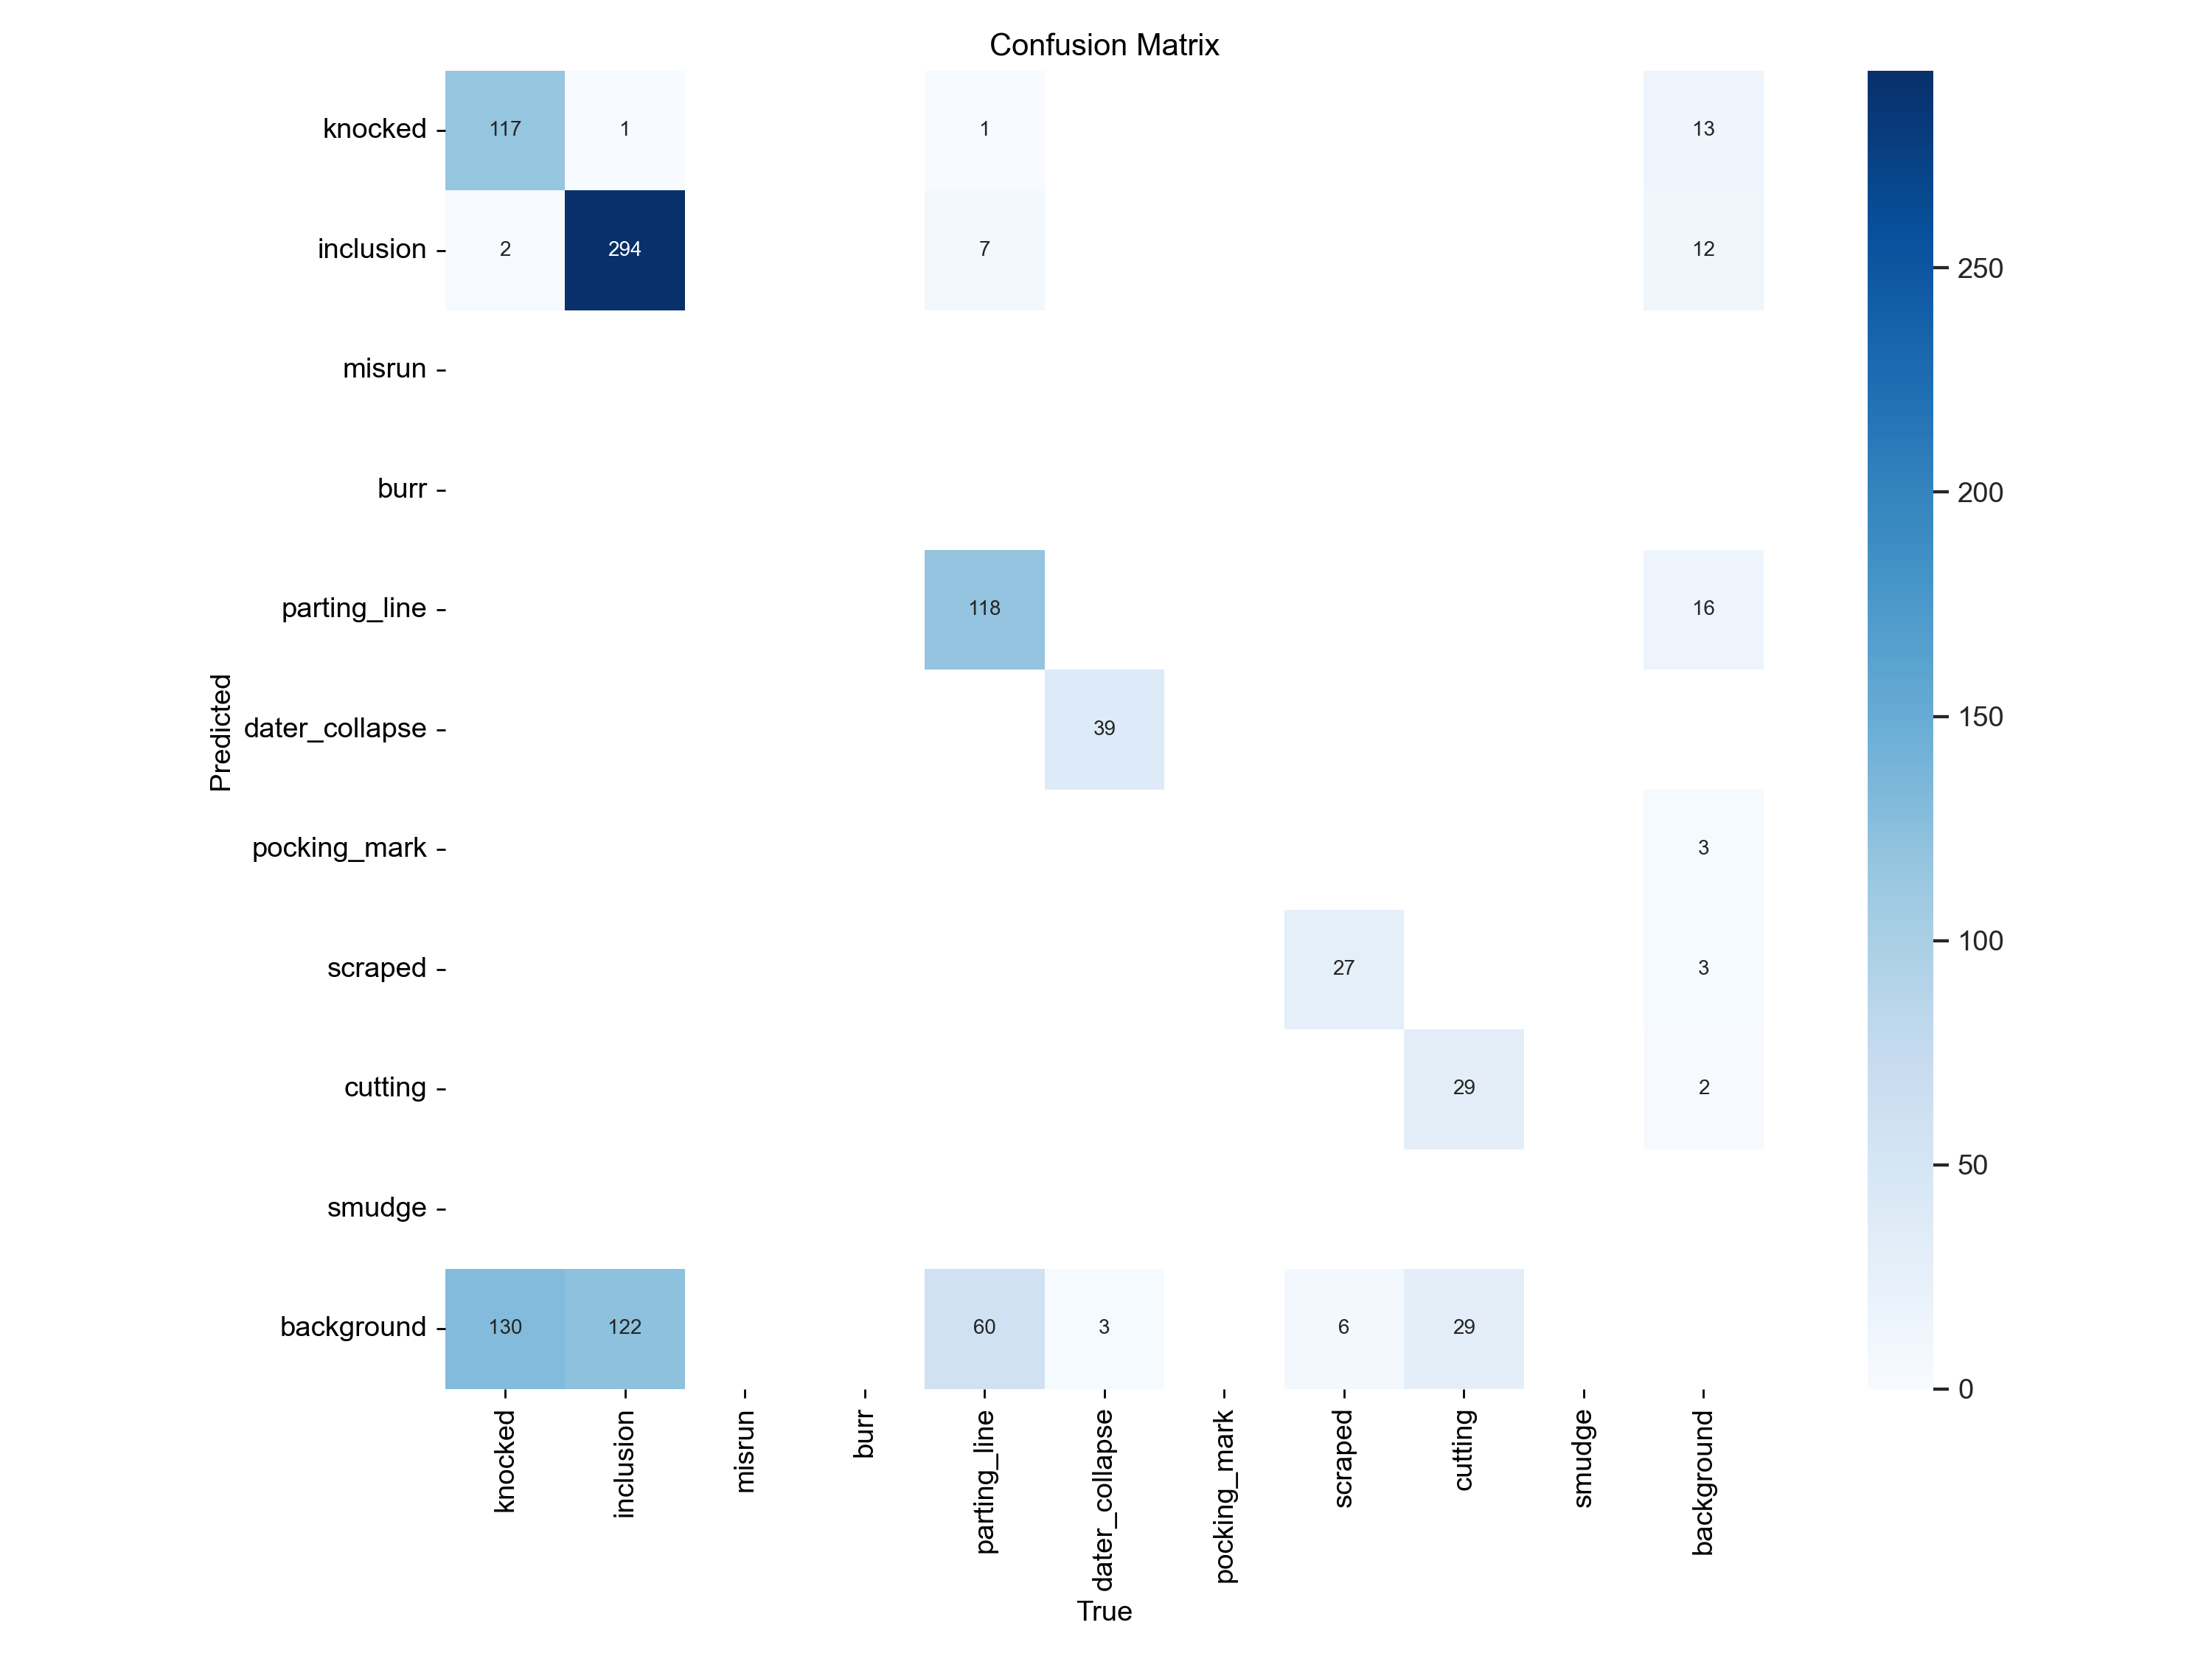 Confusion Matrix
knocked 117 1 1 13
inclusion 2 294 7 12
misrun
burr
parting_line 118 16
dater_collapse 39
pocking_mark 3
scraped 27 3
cutting 29 2
smudge
background 130 122 60 3 6 29
Predicted
knocked inclusion misrun burr parting_line dater_collapse pocking_mark scraped cutting smudge background
True
250
200
150
100
50
0